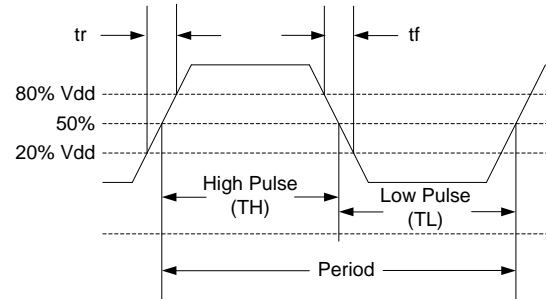 tr
tf
80% Vdd
50%
20% Vdd
High Pulse
(TH)
Low Pulse
(TL)
Period